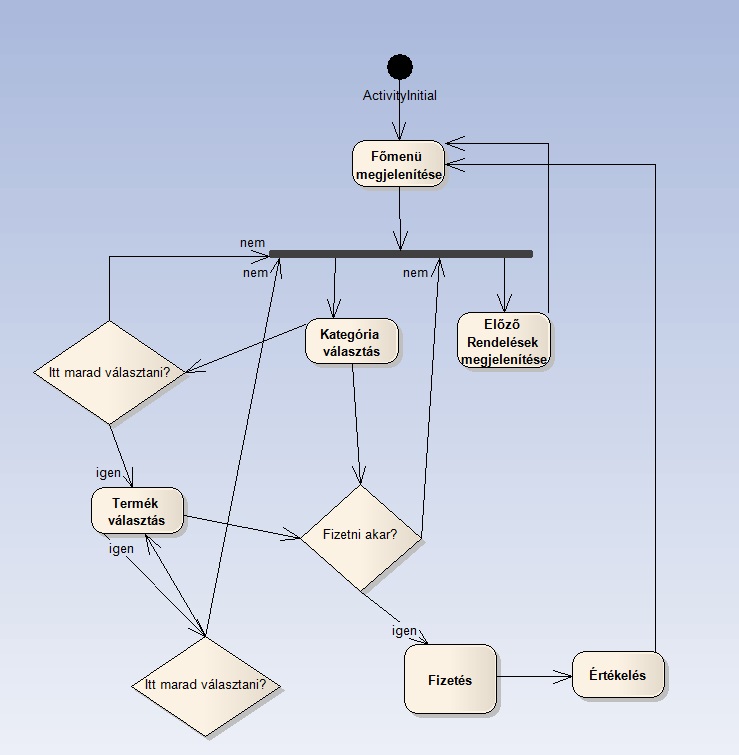 ActivityInitial
Főmenü
megjelenítése
nem
nem
nem
Kategória
választás
Előző
Rendelések
megjelenítése
Itt marad választani?
igen
Termék
választás
igen
Fizetni akar?
igen
Itt marad választani?
Fizetés
Értékelés